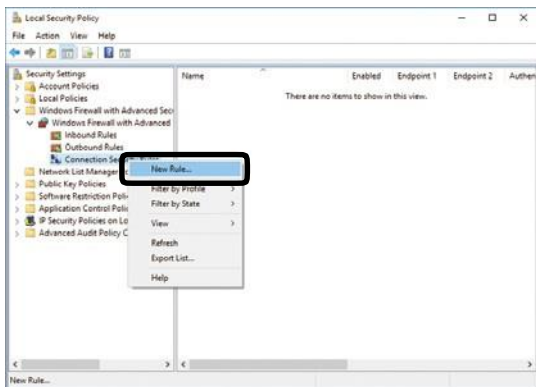 Local Security Policy
File Action View Help
Security Settings
Account Policies
Local Policies
Windows Firewall with Advanced Secu
Windows Firewall with Advanced
Inbound Rules
Outbound Rules
Connection Sec
Network List Manager
Public Key Policies
Software Restriction Poli
Application Control Poli
IP Security Policies on Lo
Advanced Audit Policy C
Name Enabled Endpoint 1 Endpoint 2 Authen
There are no items to show in this view.
New Rule...
Filter by Profile
Filter by State
View
Refresh
Export List...
Help
New Rule...